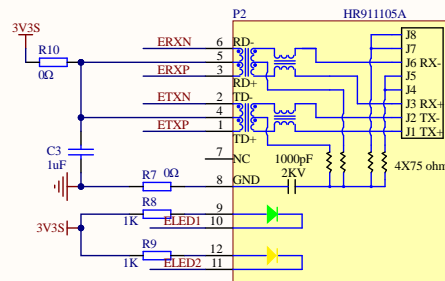 P2 HR911105A
3V3S
R10
0Ω
ERXN 6 RD-
5
ERXP 3 RD+
ETXN 2 TD-
4
ETXP 1 TD+
7 NC
J8
J7
J6 RX-
J5
J4
J3 RX+
J2 TX-
J1 TX+
C3
1uF
R7 0Ω
8 GND
1000pF
2KV
4X75 ohm
R8
1K
3V3S
9
ELED1 10
R9
1K
12
ELED2 11